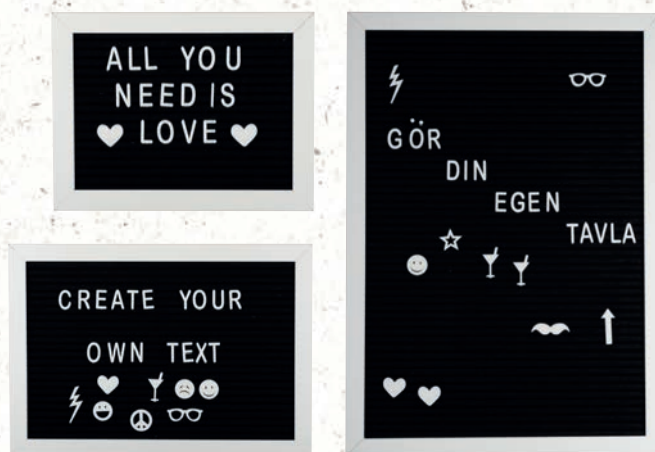 ALL YOU
NEED IS
LOVE
CREATE YOUR
OWN TEXT
GÖR
DIN
EGEN
TAVLA